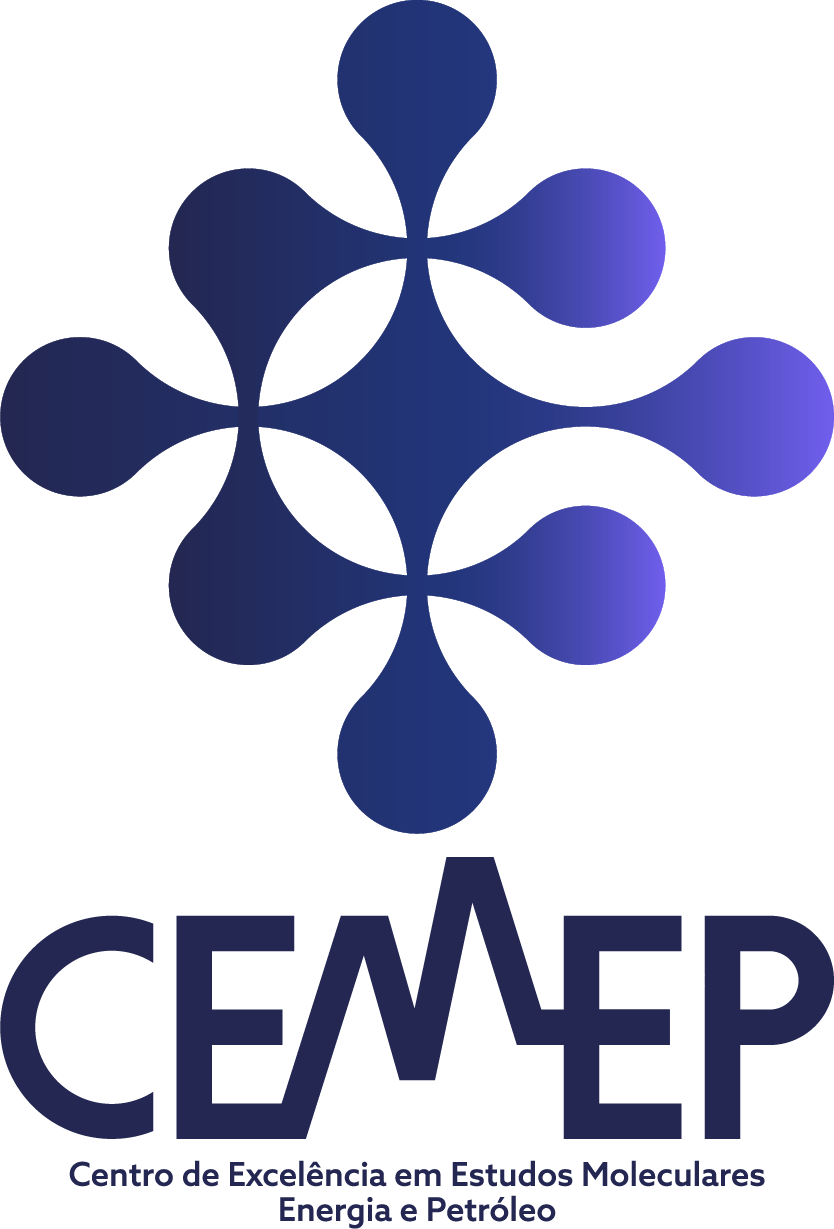 CEMEP
Centro de Excelência em Estudos Moleculares
Energia e Petróleo